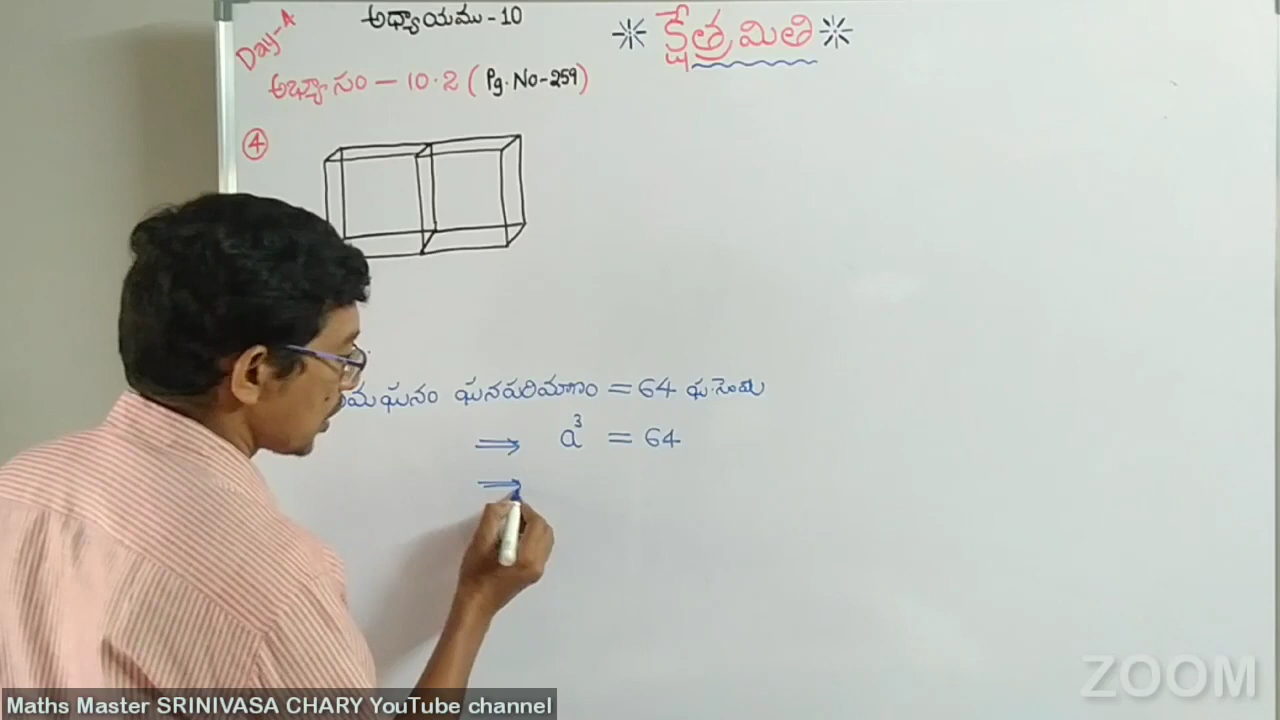 Day-4
అధ్యాయము - 10
* క్షేత్రమితి *
అభ్యాసం - 10.2 (Pg.No-259)
4
ఘనం ఘనపరిమాణం = 64 ఘ.సెంమీ
⇒ a³ = 64
⇒
ZOOM
Maths Master SRINIVASA CHARY YouTube channel